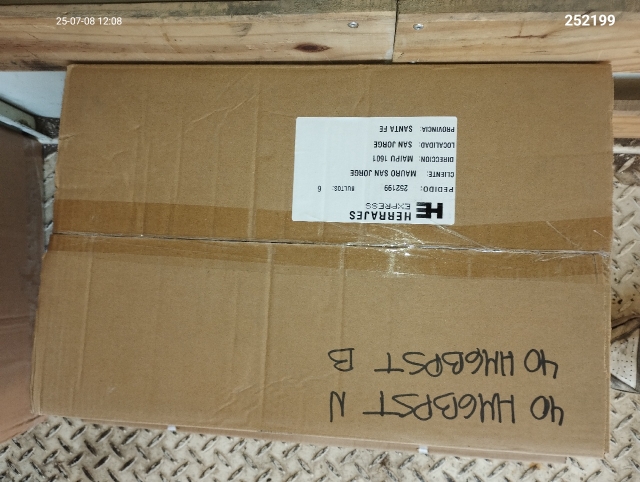 25-07-08 12:08
252199
HE HERRAJES
EXPRESS
PEDIDO: 252199 BULTOS: 6
CLIENTE: MAURO SAN JORGE
DIRECCION: MAIPU 1601
LOCALIDAD: SAN JORGE
PROVINCIA: SANTA FE
40 HM6BPST N
40 HM6BPST B